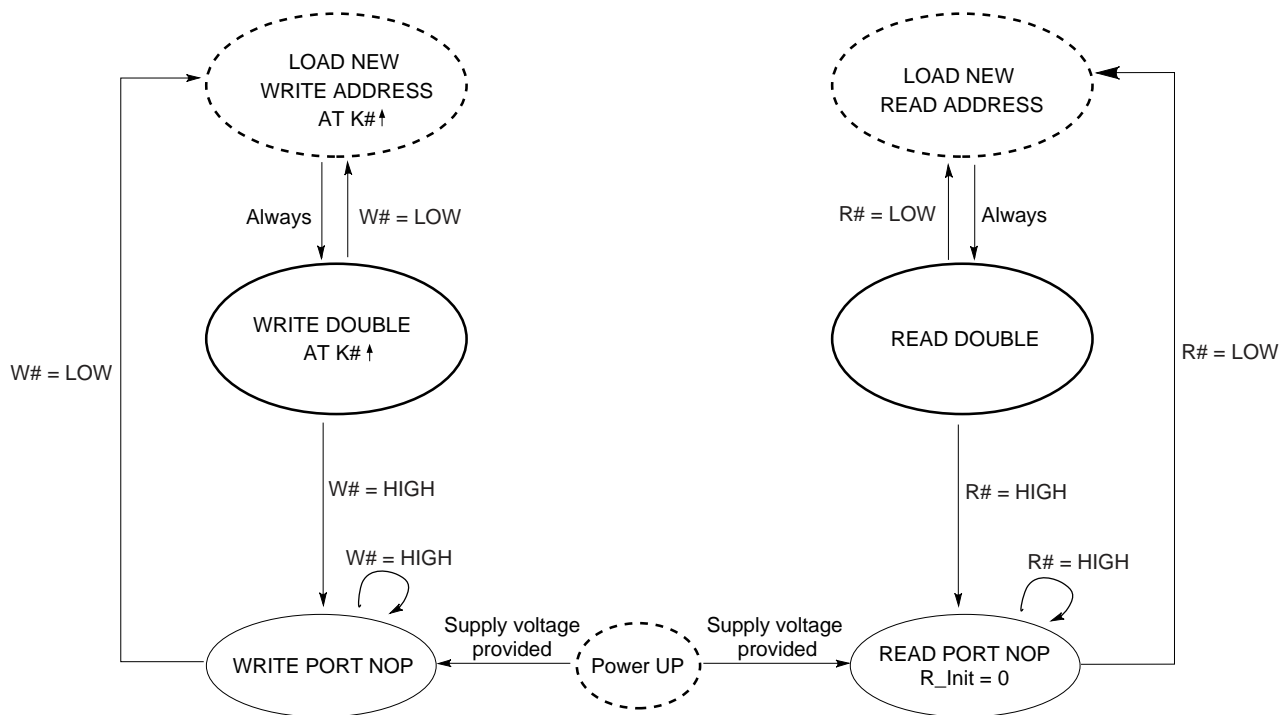 LOAD NEW
WRITE ADDRESS
AT K#↑
LOAD NEW
READ ADDRESS
Always
W# = LOW
R# = LOW
Always
WRITE DOUBLE
AT K#↑
READ DOUBLE
W# = LOW
R# = LOW
W# = HIGH
R# = HIGH
W# = HIGH
R# = HIGH
Supply voltage
provided
Supply voltage
provided
WRITE PORT NOP
Power UP
READ PORT NOP
R_Init = 0